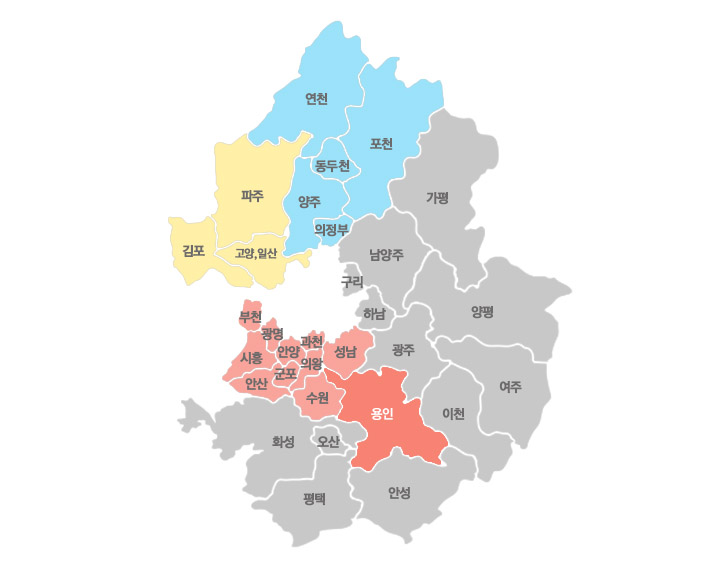 연천
포천
동두천
파주
양주
가평
의정부
김포
고양,일산
남양주
구리
하남
양평
부천
광명
과천
안양
성남
광주
시흥
의왕
군포
안산
수원
여주
용인
이천
화성
오산
평택
안성